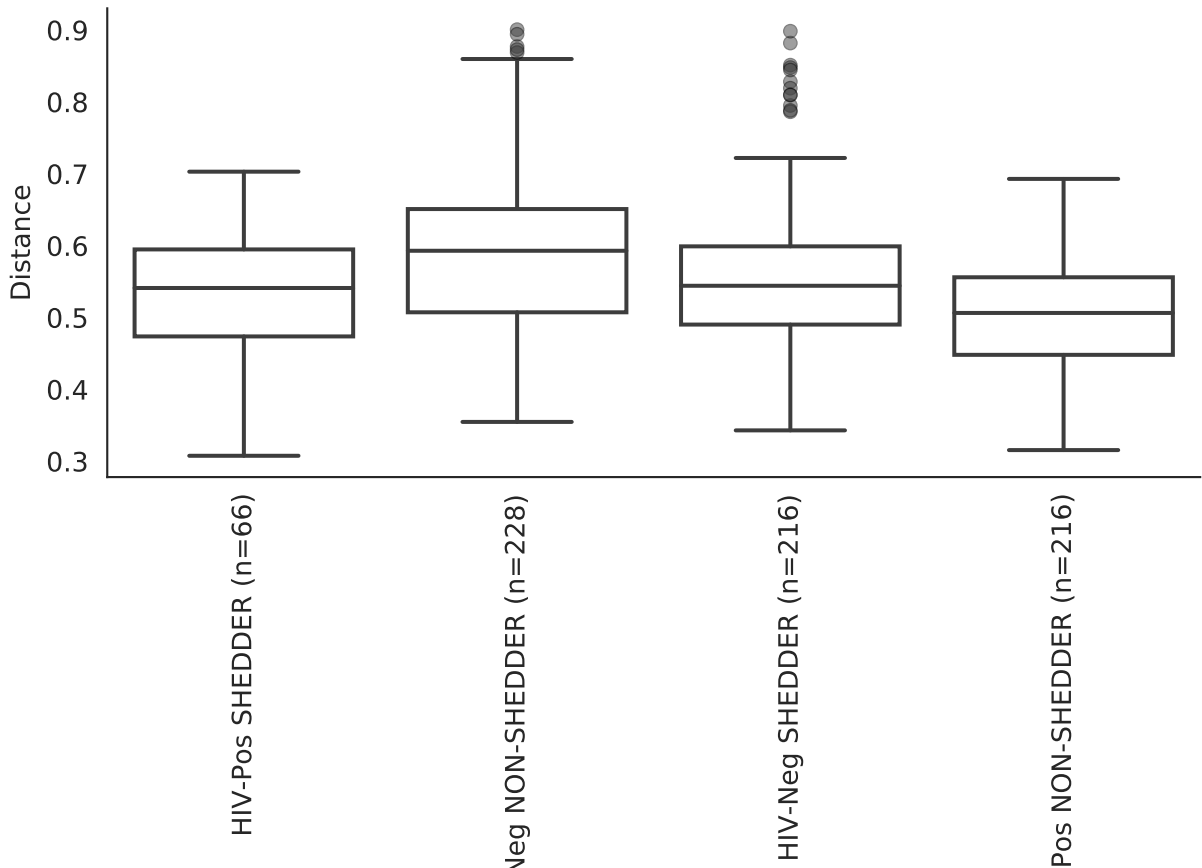 Distance
0.9
0.8
0.7
0.6
0.5
0.4
0.3
HIV-Pos SHEDDER (n=66)
Neg NON-SHEDDER (n=228)
HIV-Neg SHEDDER (n=216)
Pos NON-SHEDDER (n=216)